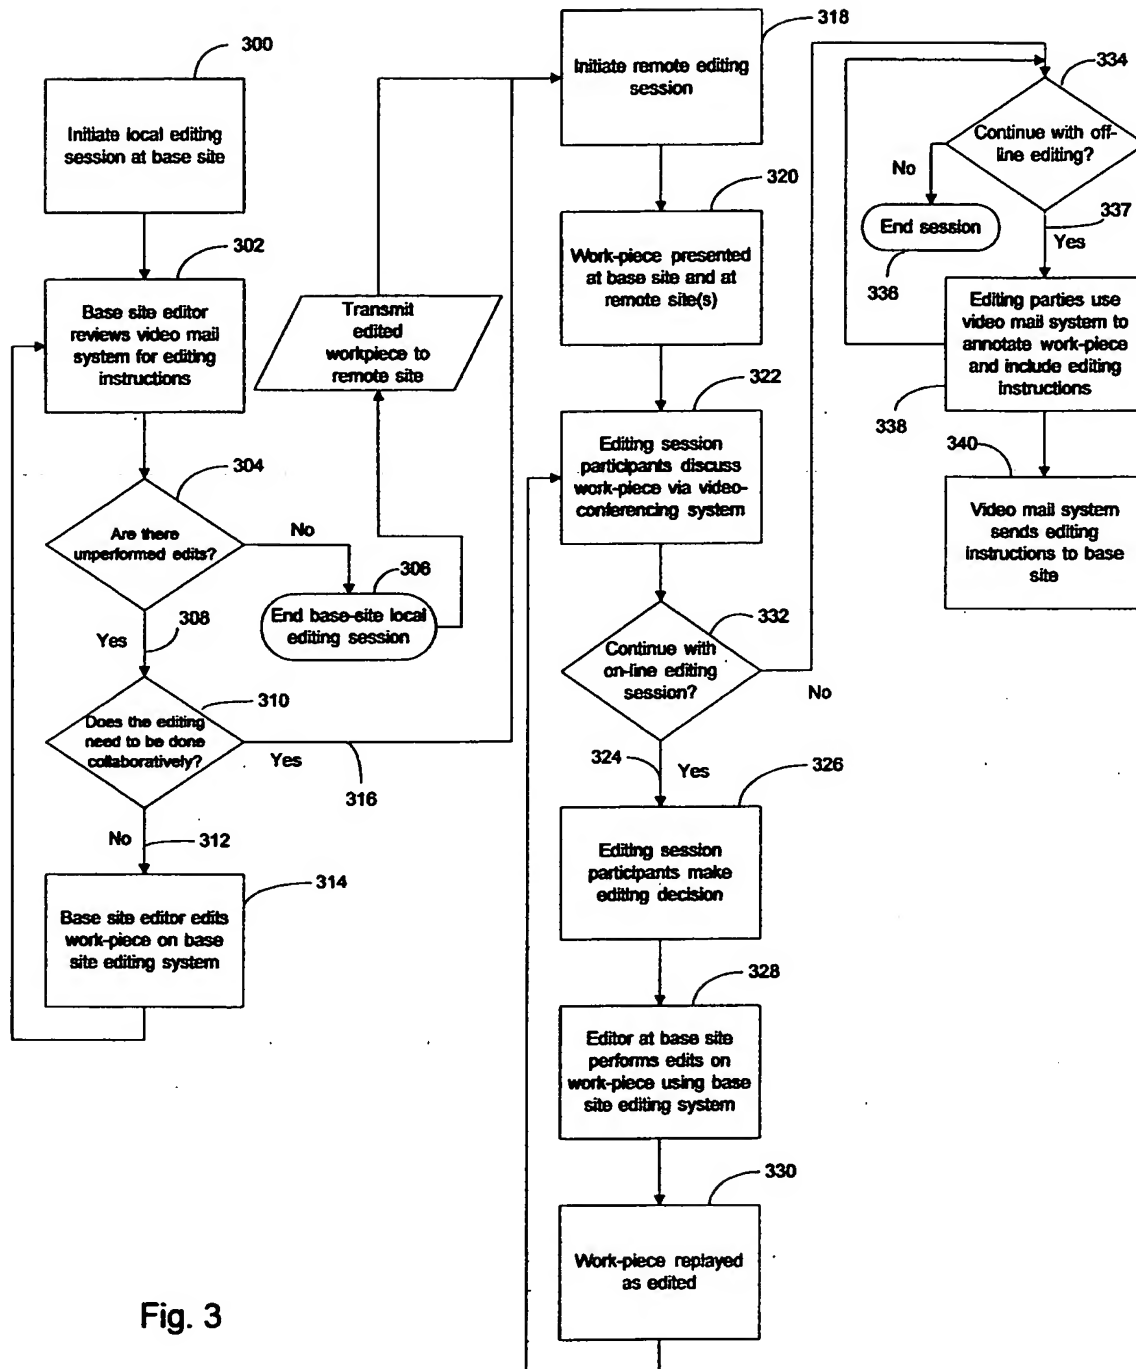 300
Initiate local editing
session at base site
302
Base site editor
reviews video mail
system for editing
instructions
304
Are there
unperformed edits?
No
306
End base-site local
editing session
Transmit
edited
workpiece to
remote site
Yes
308
310
Does the editing
need to be done
collaboratively?
Yes
316
No
312
314
Base site editor edits
work-piece on base
site editing system
318
Initiate remote editing
session
320
Work-piece presented
at base site and at
remote site(s)
322
Editing session
participants discuss
work-piece via video-
conferencing system
332
Continue with
on-line editing
session?
No
324
Yes
326
Editing session
participants make
editing decision
328
Editor at base site
performs edits on
work-piece using base
site editing system
330
Work-piece replayed
as edited
334
Continue with off-
line editing?
No
End session
336
337
Yes
Editing parties use
video mail system to
annotate work-piece
and include editing
instructions
338
340
Video mail system
sends editing
instructions to base
site
Fig. 3